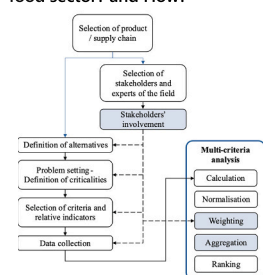 food sector. and How.
Selection of product
/ supply chain
Selection of
stakeholders and
experts of the field
Stakeholders'
involvement
Definition of alternatives
Problem setting -
Definition of criticalities
Selection of criteria and
relative indicators
Data collection
Multi-criteria
analysis
Calculation
Normalisation
Weighting
Aggregation
Ranking